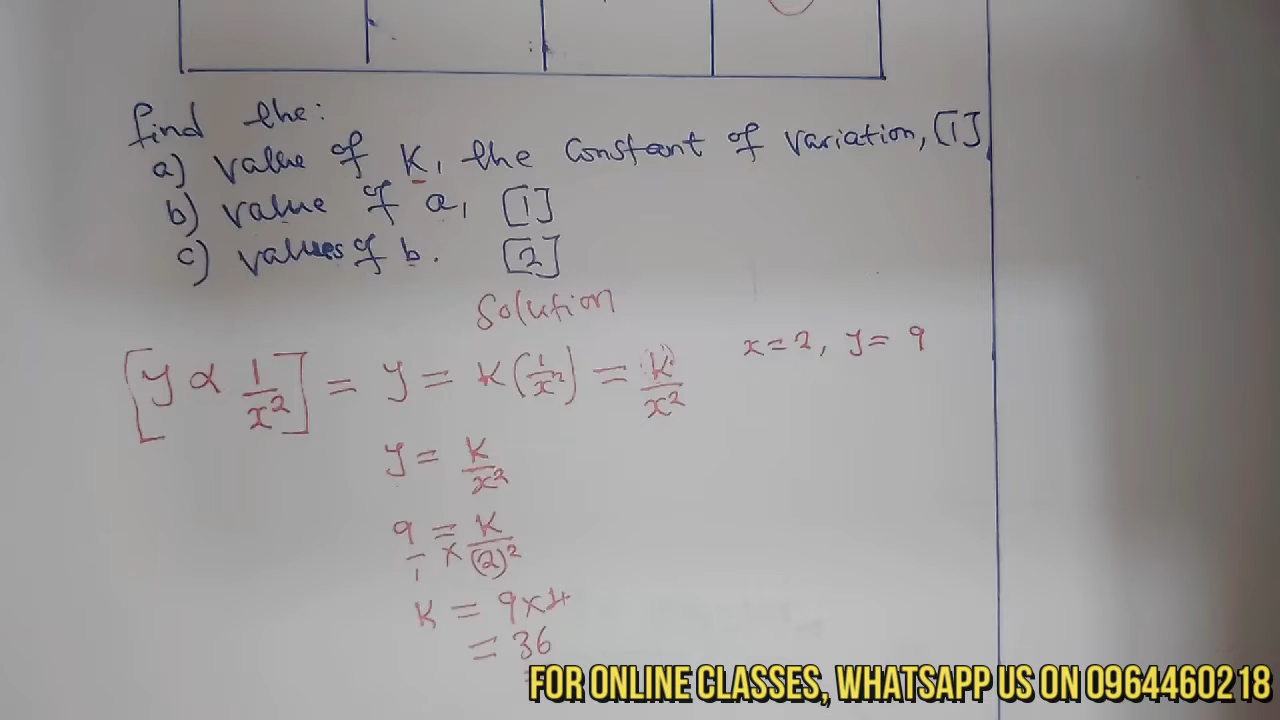 find the:
a) value of K, the constant of variation, [1]
b) value of a, [1]
c) values of b. [2]
Solution
[y ∝ 1/x²] = y = K(1/x²) = K/x²
x = 2, y = 9
y = K/x²
9/1 = K/(2)²
K = 9×4
= 36
FOR ONLINE CLASSES, WHATSAPP US ON 0964460218